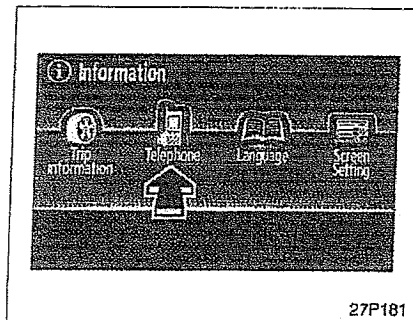 i Information
Trip information
Telephone
Language
Screen Setting
27P181